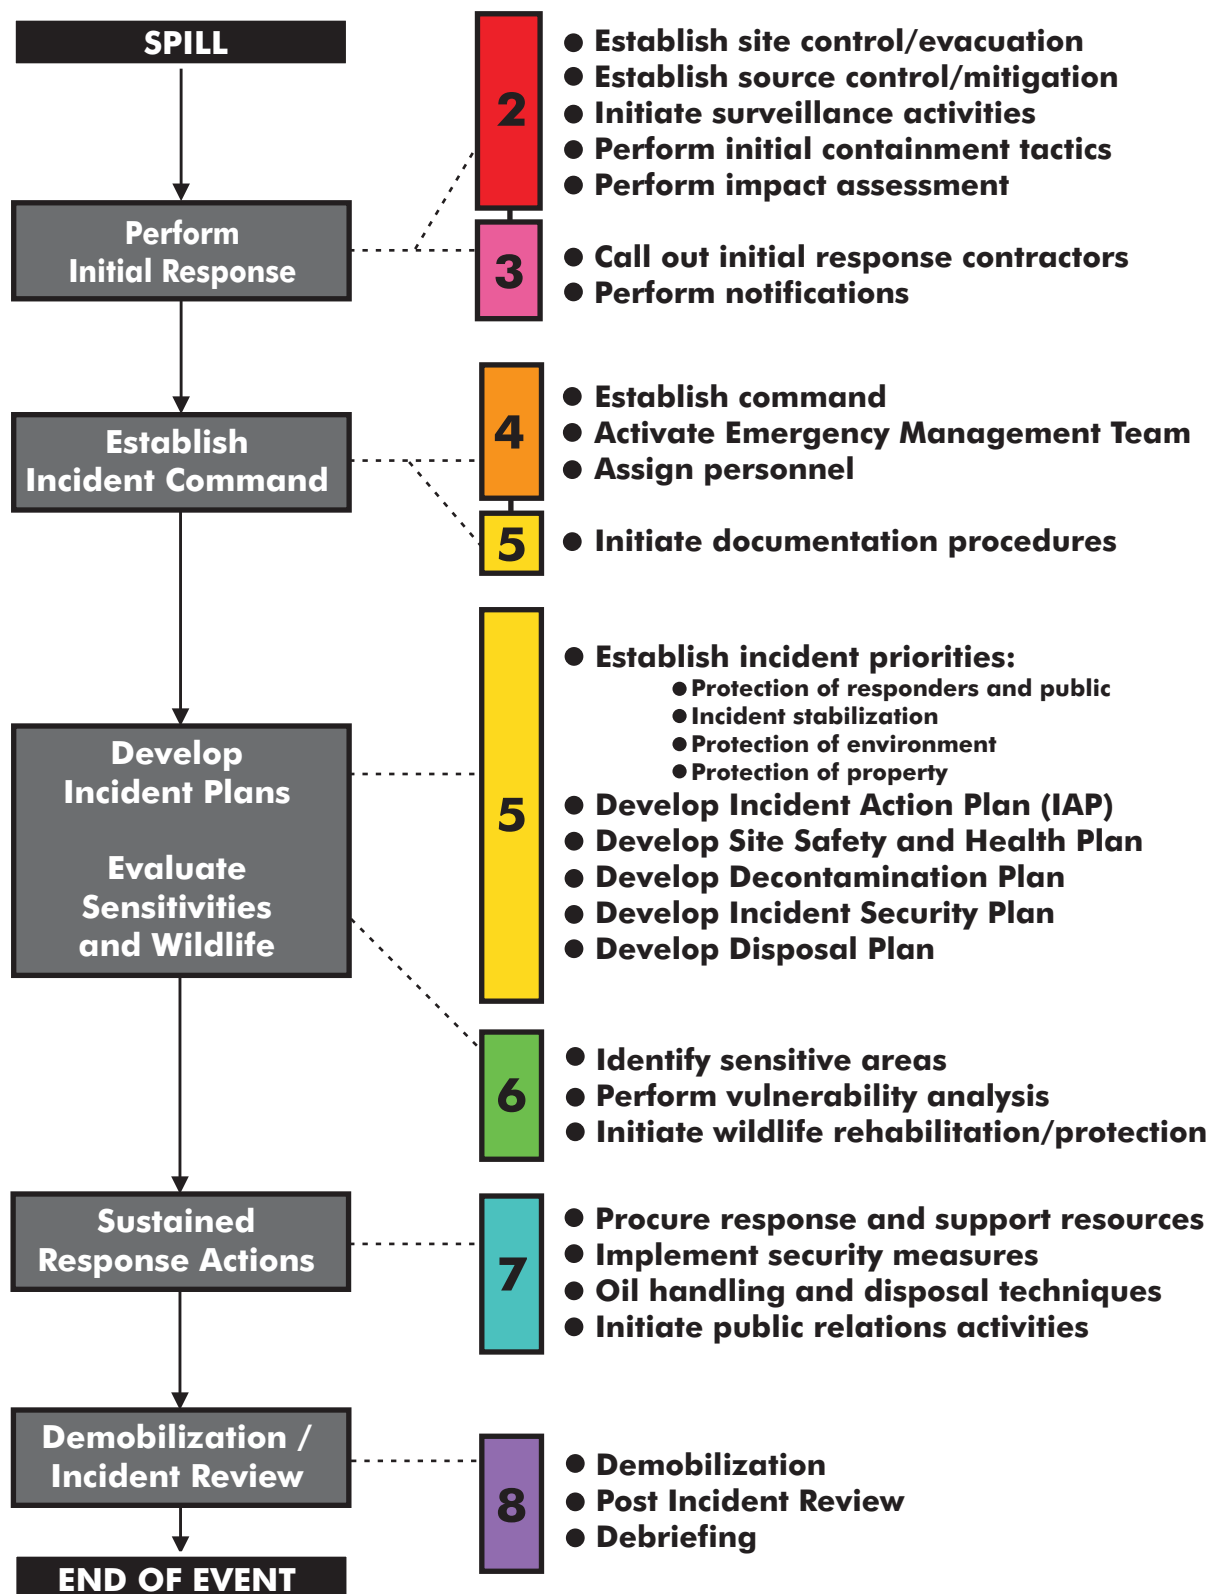 SPILL
2
● Establish site control/evacuation
● Establish source control/mitigation
● Initiate surveillance activities
● Perform initial containment tactics
● Perform impact assessment
Perform
Initial Response
3
● Call out initial response contractors
● Perform notifications
Establish
Incident Command
4
● Establish command
● Activate Emergency Management Team
● Assign personnel
5
● Initiate documentation procedures
Develop
Incident Plans
Evaluate
Sensitivities
and Wildlife
5
● Establish incident priorities:
● Protection of responders and public
● Incident stabilization
● Protection of environment
● Protection of property
● Develop Incident Action Plan (IAP)
● Develop Site Safety and Health Plan
● Develop Decontamination Plan
● Develop Incident Security Plan
● Develop Disposal Plan
6
● Identify sensitive areas
● Perform vulnerability analysis
● Initiate wildlife rehabilitation/protection
Sustained
Response Actions
7
● Procure response and support resources
● Implement security measures
● Oil handling and disposal techniques
● Initiate public relations activities
Demobilization /
Incident Review
8
● Demobilization
● Post Incident Review
● Debriefing
END OF EVENT